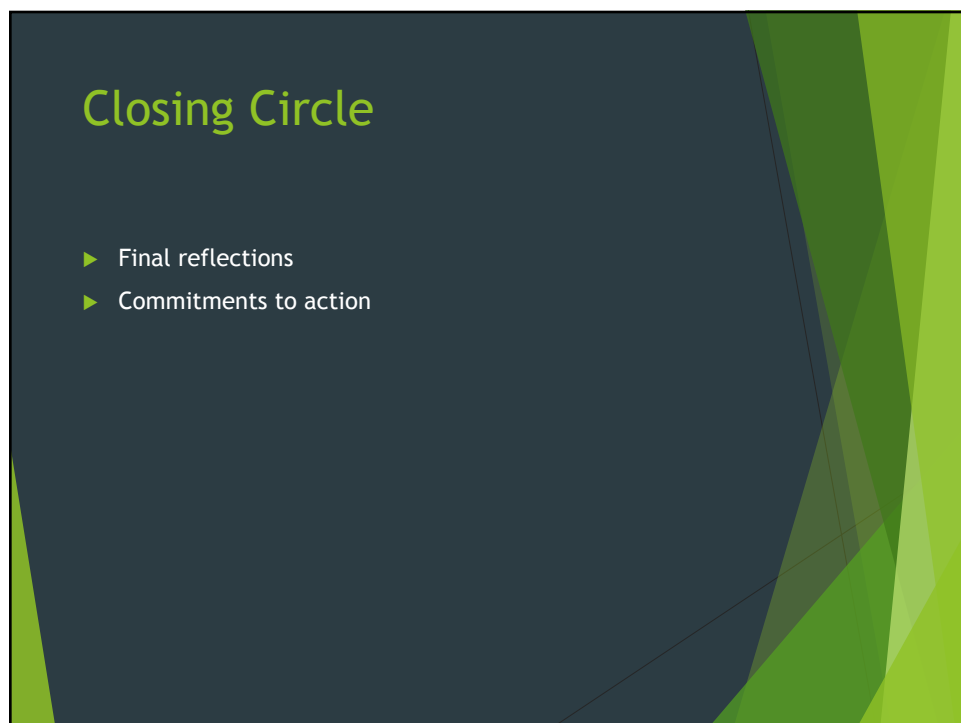 Closing Circle
Final reflections
Commitments to action